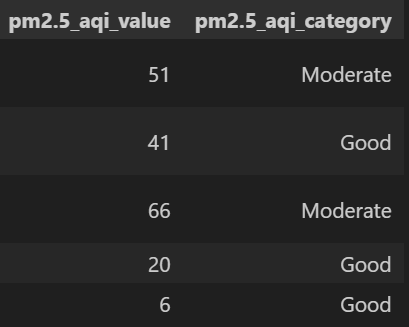 pm2.5_aqi_value pm2.5_aqi_category
51 Moderate
41 Good
66 Moderate
20 Good
6 Good